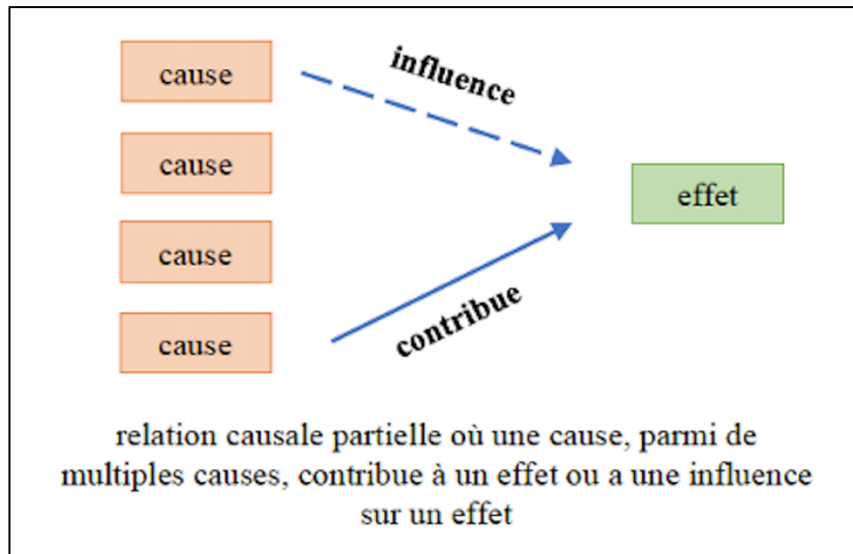 cause
influence
cause
effet
cause
cause
contribue
relation causale partielle où une cause, parmi de
multiples causes, contribue à un effet ou a une influence
sur un effet